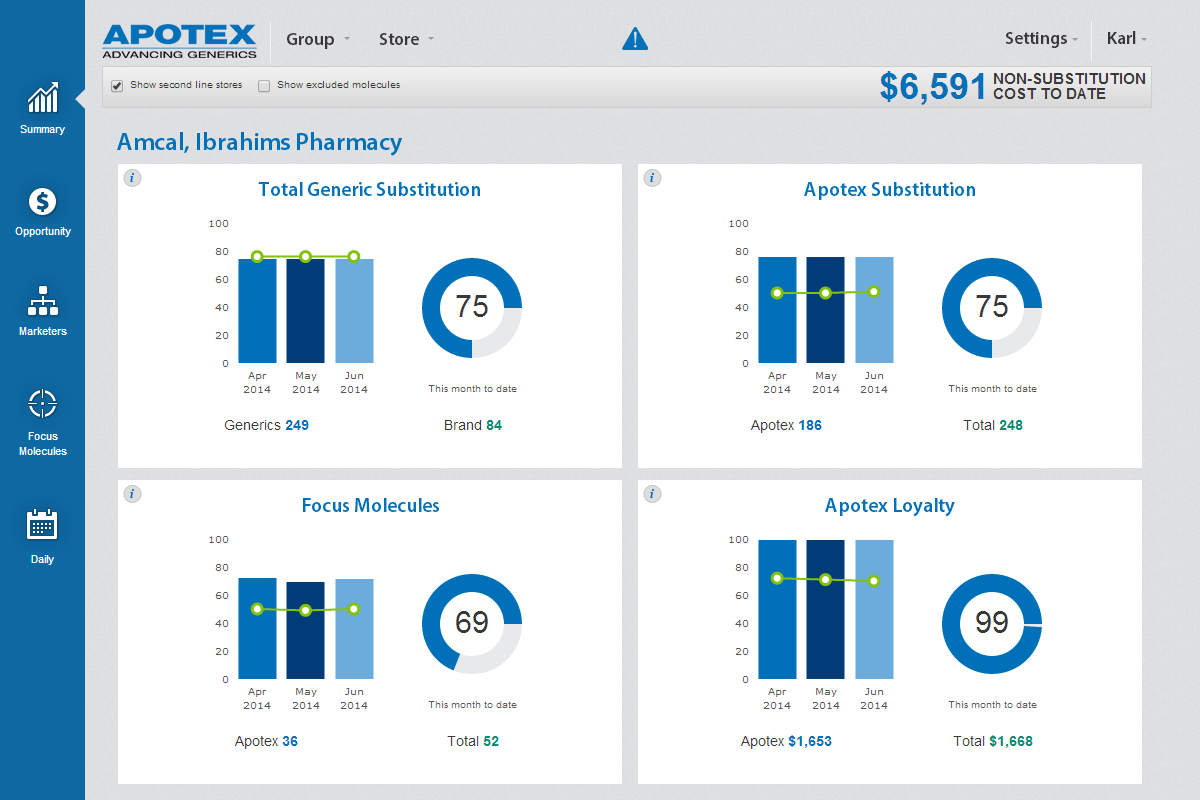 APOTEX
ADVANCING GENERICS
Group
Store
Settings
Karl
Show second line stores
Show excluded molecules
$6,591 NON-SUBSTITUTION
COST TO DATE
Summary
Opportunity
Marketers
Focus
Molecules
Daily
Amcal, Ibrahims Pharmacy
i
Total Generic Substitution
100
80
60
40
20
0
Apr
2014
May
2014
Jun
2014
75
This month to date
Generics 249
Brand 84
i
Apotex Substitution
100
80
60
40
20
0
Apr
2014
May
2014
Jun
2014
75
This month to date
Apotex 186
Total 248
i
Focus Molecules
100
80
60
40
20
0
Apr
2014
May
2014
Jun
2014
69
This month to date
Apotex 36
Total 52
i
Apotex Loyalty
100
80
60
40
20
0
Apr
2014
May
2014
Jun
2014
99
This month to date
Apotex $1,653
Total $1,668